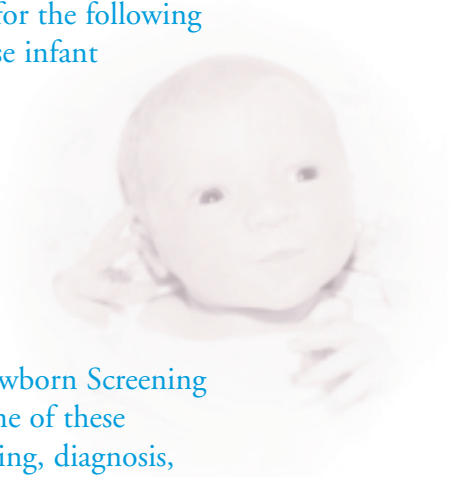 for the following
se infant
wborn Screening
ne of these
ing, diagnosis,